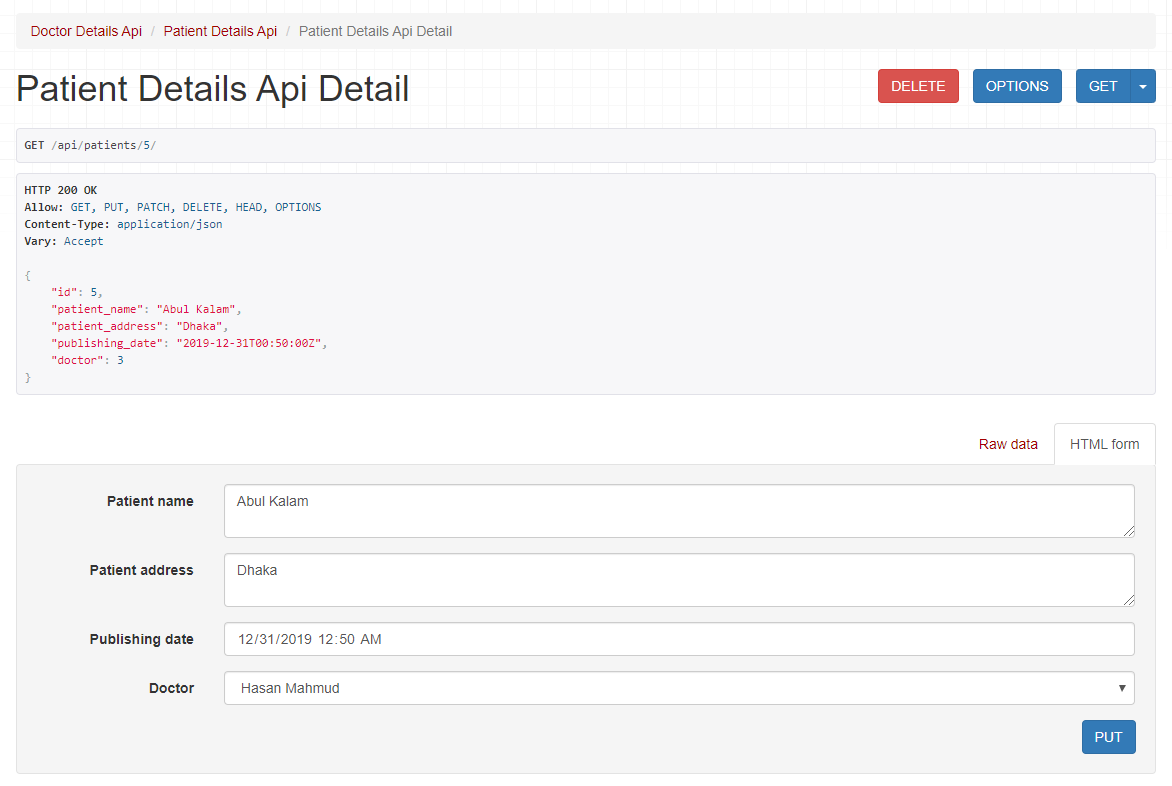 Doctor Details Api / Patient Details Api / Patient Details Api Detail
Patient Details Api Detail
DELETE OPTIONS GET
GET /api/patients/5/
HTTP 200 OK
Allow: GET, PUT, PATCH, DELETE, HEAD, OPTIONS
Content-Type: application/json
Vary: Accept
{
"id": 5,
"patient_name": "Abul Kalam",
"patient_address": "Dhaka",
"publishing_date": "2019-12-31T00:50:00Z",
"doctor": 3
}
Raw data HTML form
Patient name Abul Kalam
Patient address Dhaka
Publishing date 12/31/2019 12:50 AM
Doctor Hasan Mahmud
PUT